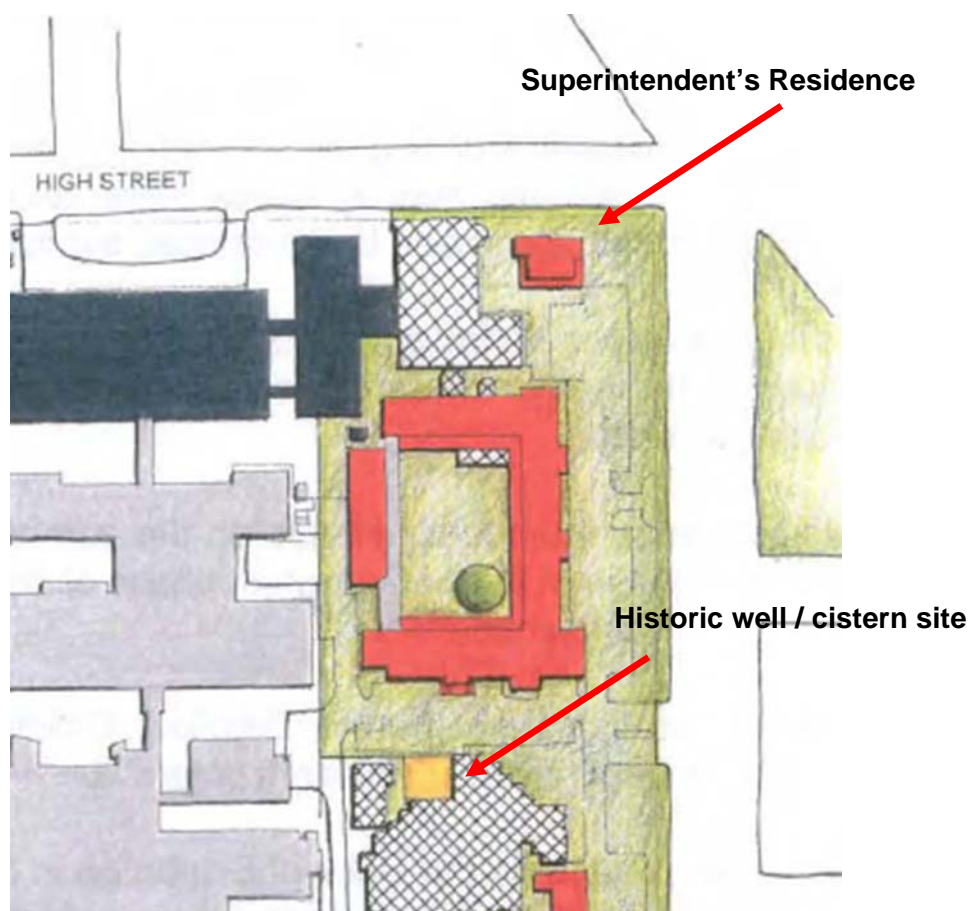 Superintendent’s Residence
HIGH STREET
Historic well / cistern site